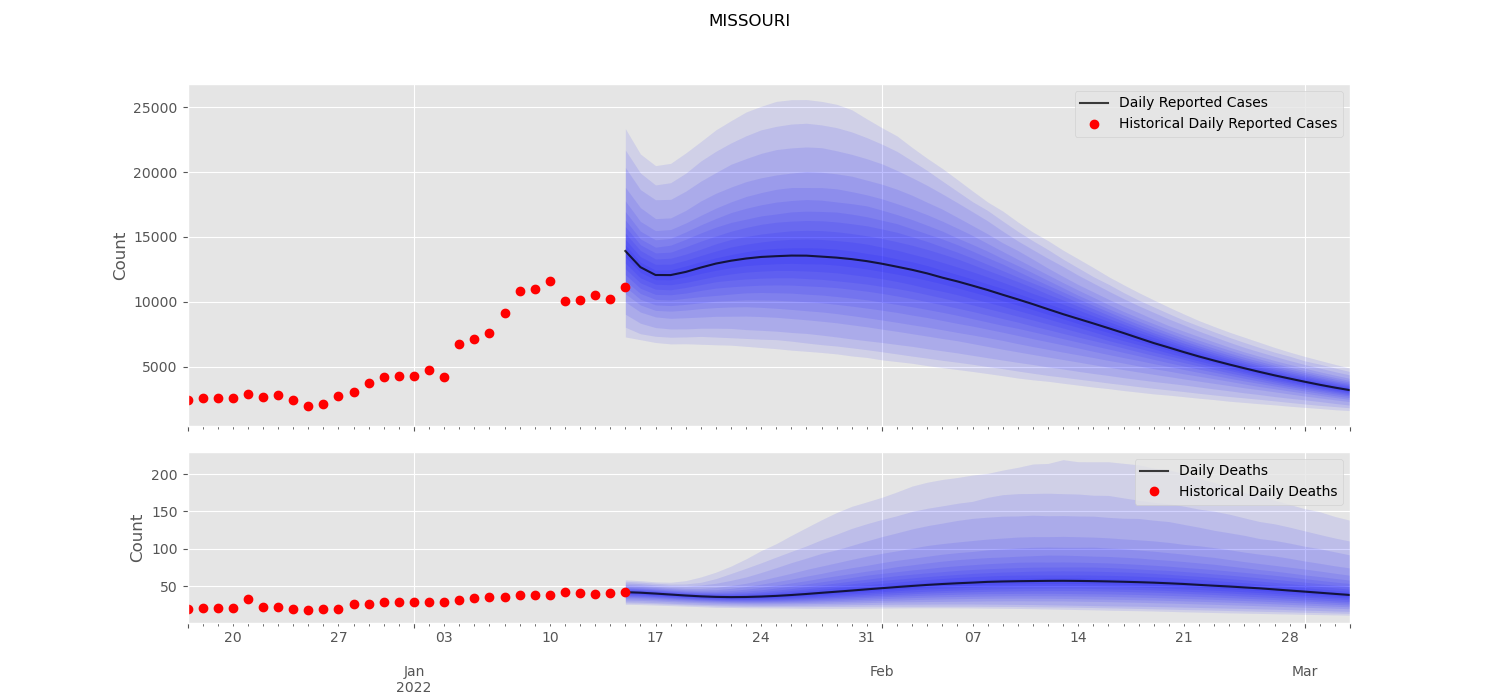 MISSOURI
Count
25000
20000
15000
10000
5000
Daily Reported Cases
Historical Daily Reported Cases
Count
200
150
100
50
Daily Deaths
Historical Daily Deaths
20 27 03 10 17 24 31 07 14 21 28
Jan Feb Mar
2022